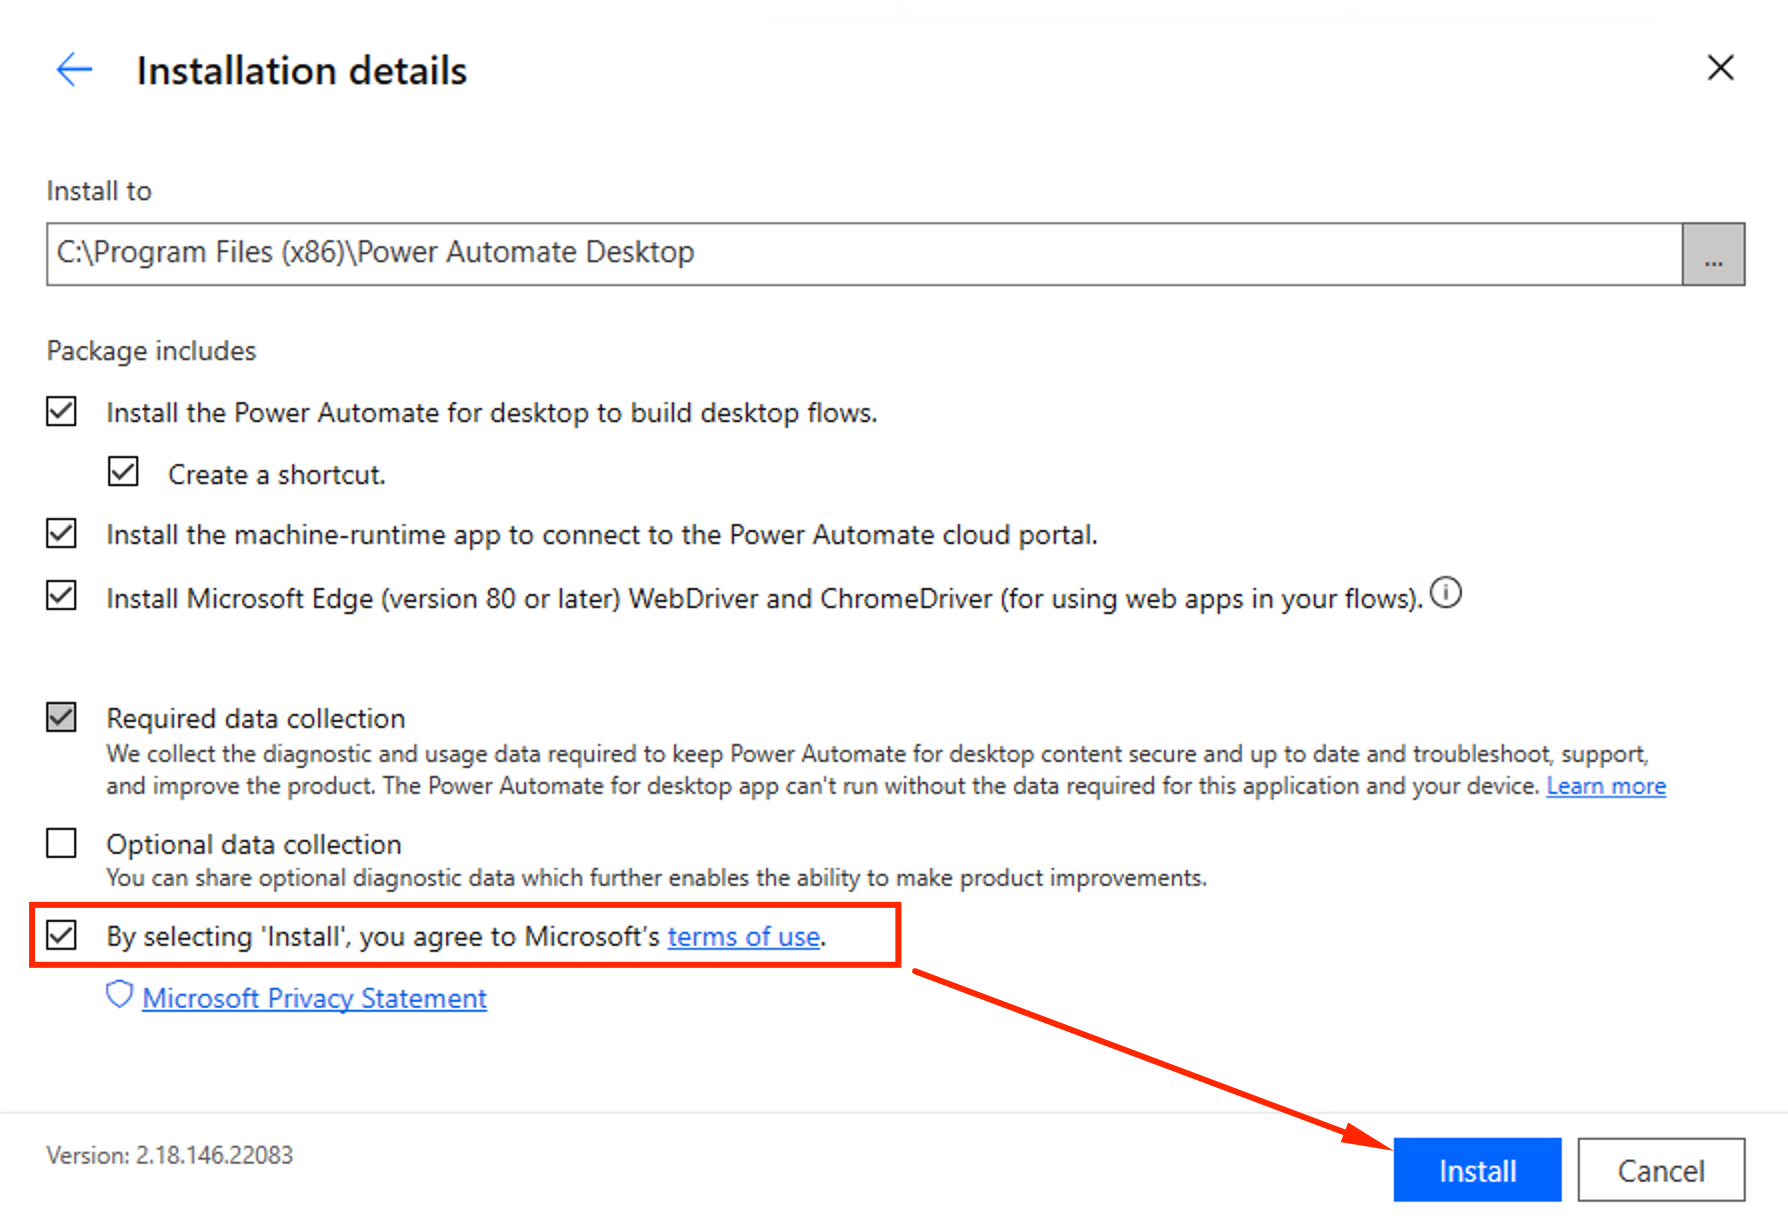 Installation details
Install to
C:\Program Files (x86)\Power Automate Desktop
...
Package includes
Install the Power Automate for desktop to build desktop flows.
Create a shortcut.
Install the machine-runtime app to connect to the Power Automate cloud portal.
Install Microsoft Edge (version 80 or later) WebDriver and ChromeDriver (for using web apps in your flows).
Required data collection
We collect the diagnostic and usage data required to keep Power Automate for desktop content secure and up to date and troubleshoot, support,
and improve the product. The Power Automate for desktop app can't run without the data required for this application and your device. Learn more
Optional data collection
You can share optional diagnostic data which further enables the ability to make product improvements.
By selecting 'Install', you agree to Microsoft's terms of use.
Microsoft Privacy Statement
Version: 2.18.146.22083
Install
Cancel